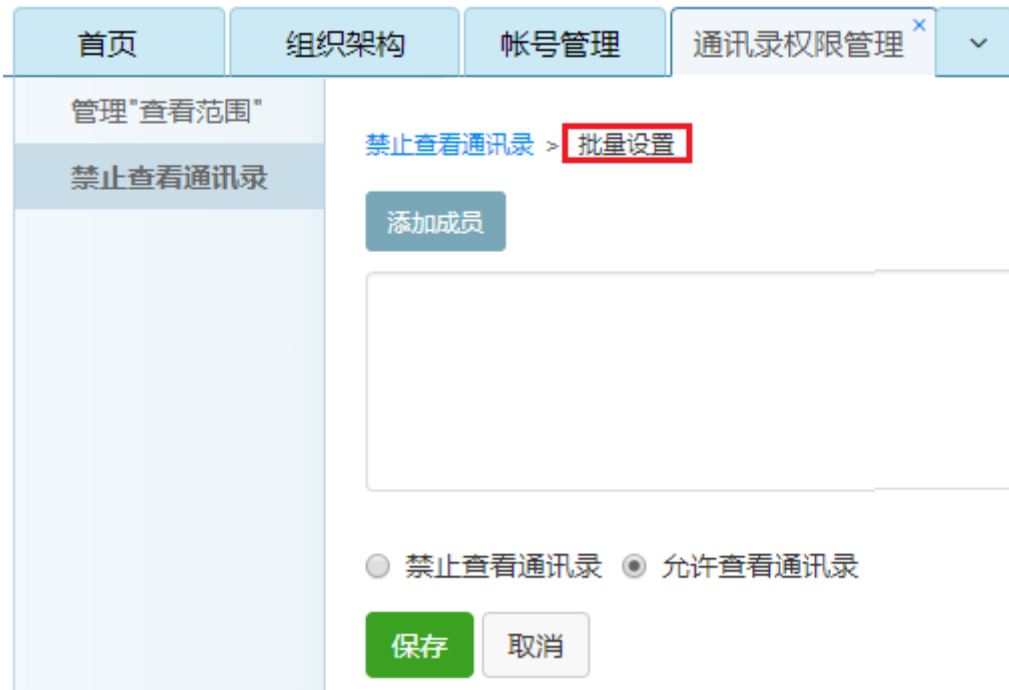 首页 组织架构 帐号管理 通讯录权限管理 ×
管理"查看范围"
禁止查看通讯录
禁止查看通讯录 > 批量设置
添加成员
禁止查看通讯录 允许查看通讯录
保存 取消